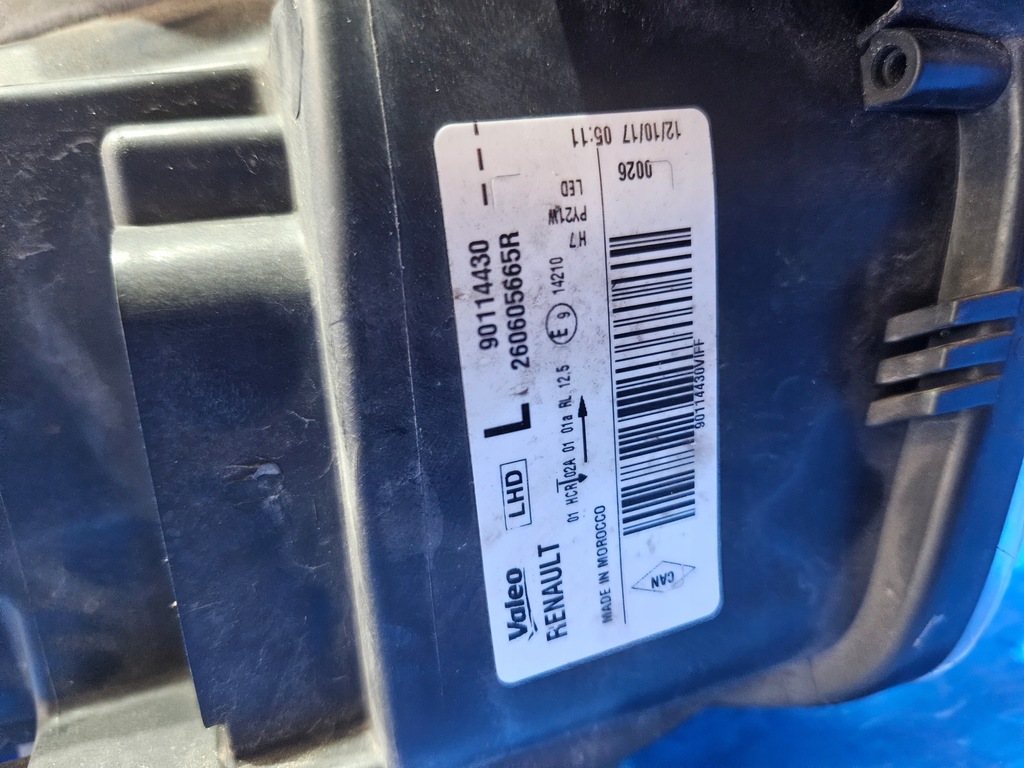 Valeo LHD L 90114430
RENAULT 260605665R
01 HCR 02A 01 01a RL 12.5 E 9 14210
H7 PY21W LED
MADE IN MOROCCO
12/10/17 05:11
0026
CAN
90114430VIFF